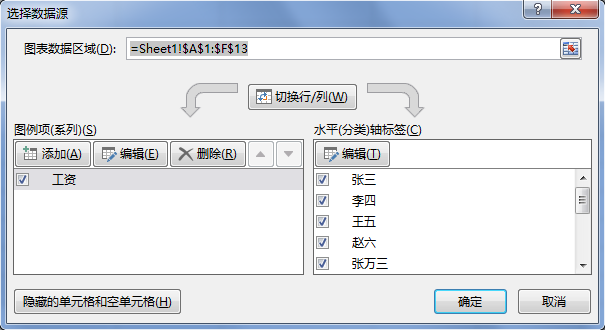 选择数据源
图表数据区域(D): =Sheet1!$A$1:$F$13
切换行/列(W)
图例项(系列)(S)
水平(分类)轴标签(C)
添加(A) 编辑(E) 删除(R)
编辑(T)
工资
张三
李四
王五
赵六
张万三
隐藏的单元格和空单元格(H)
确定 取消